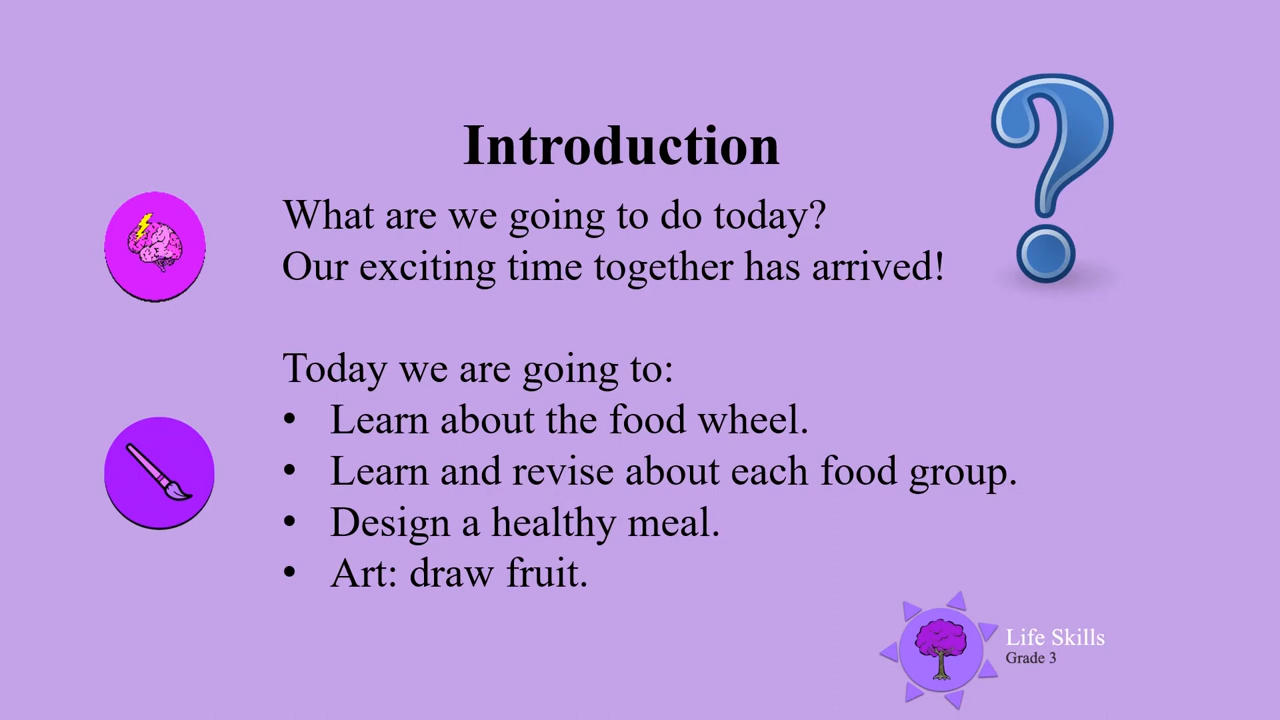 Introduction
What are we going to do today?
Our exciting time together has arrived!
Today we are going to:
• Learn about the food wheel.
• Learn and revise about each food group.
• Design a healthy meal.
• Art: draw fruit.
Life Skills
Grade 3